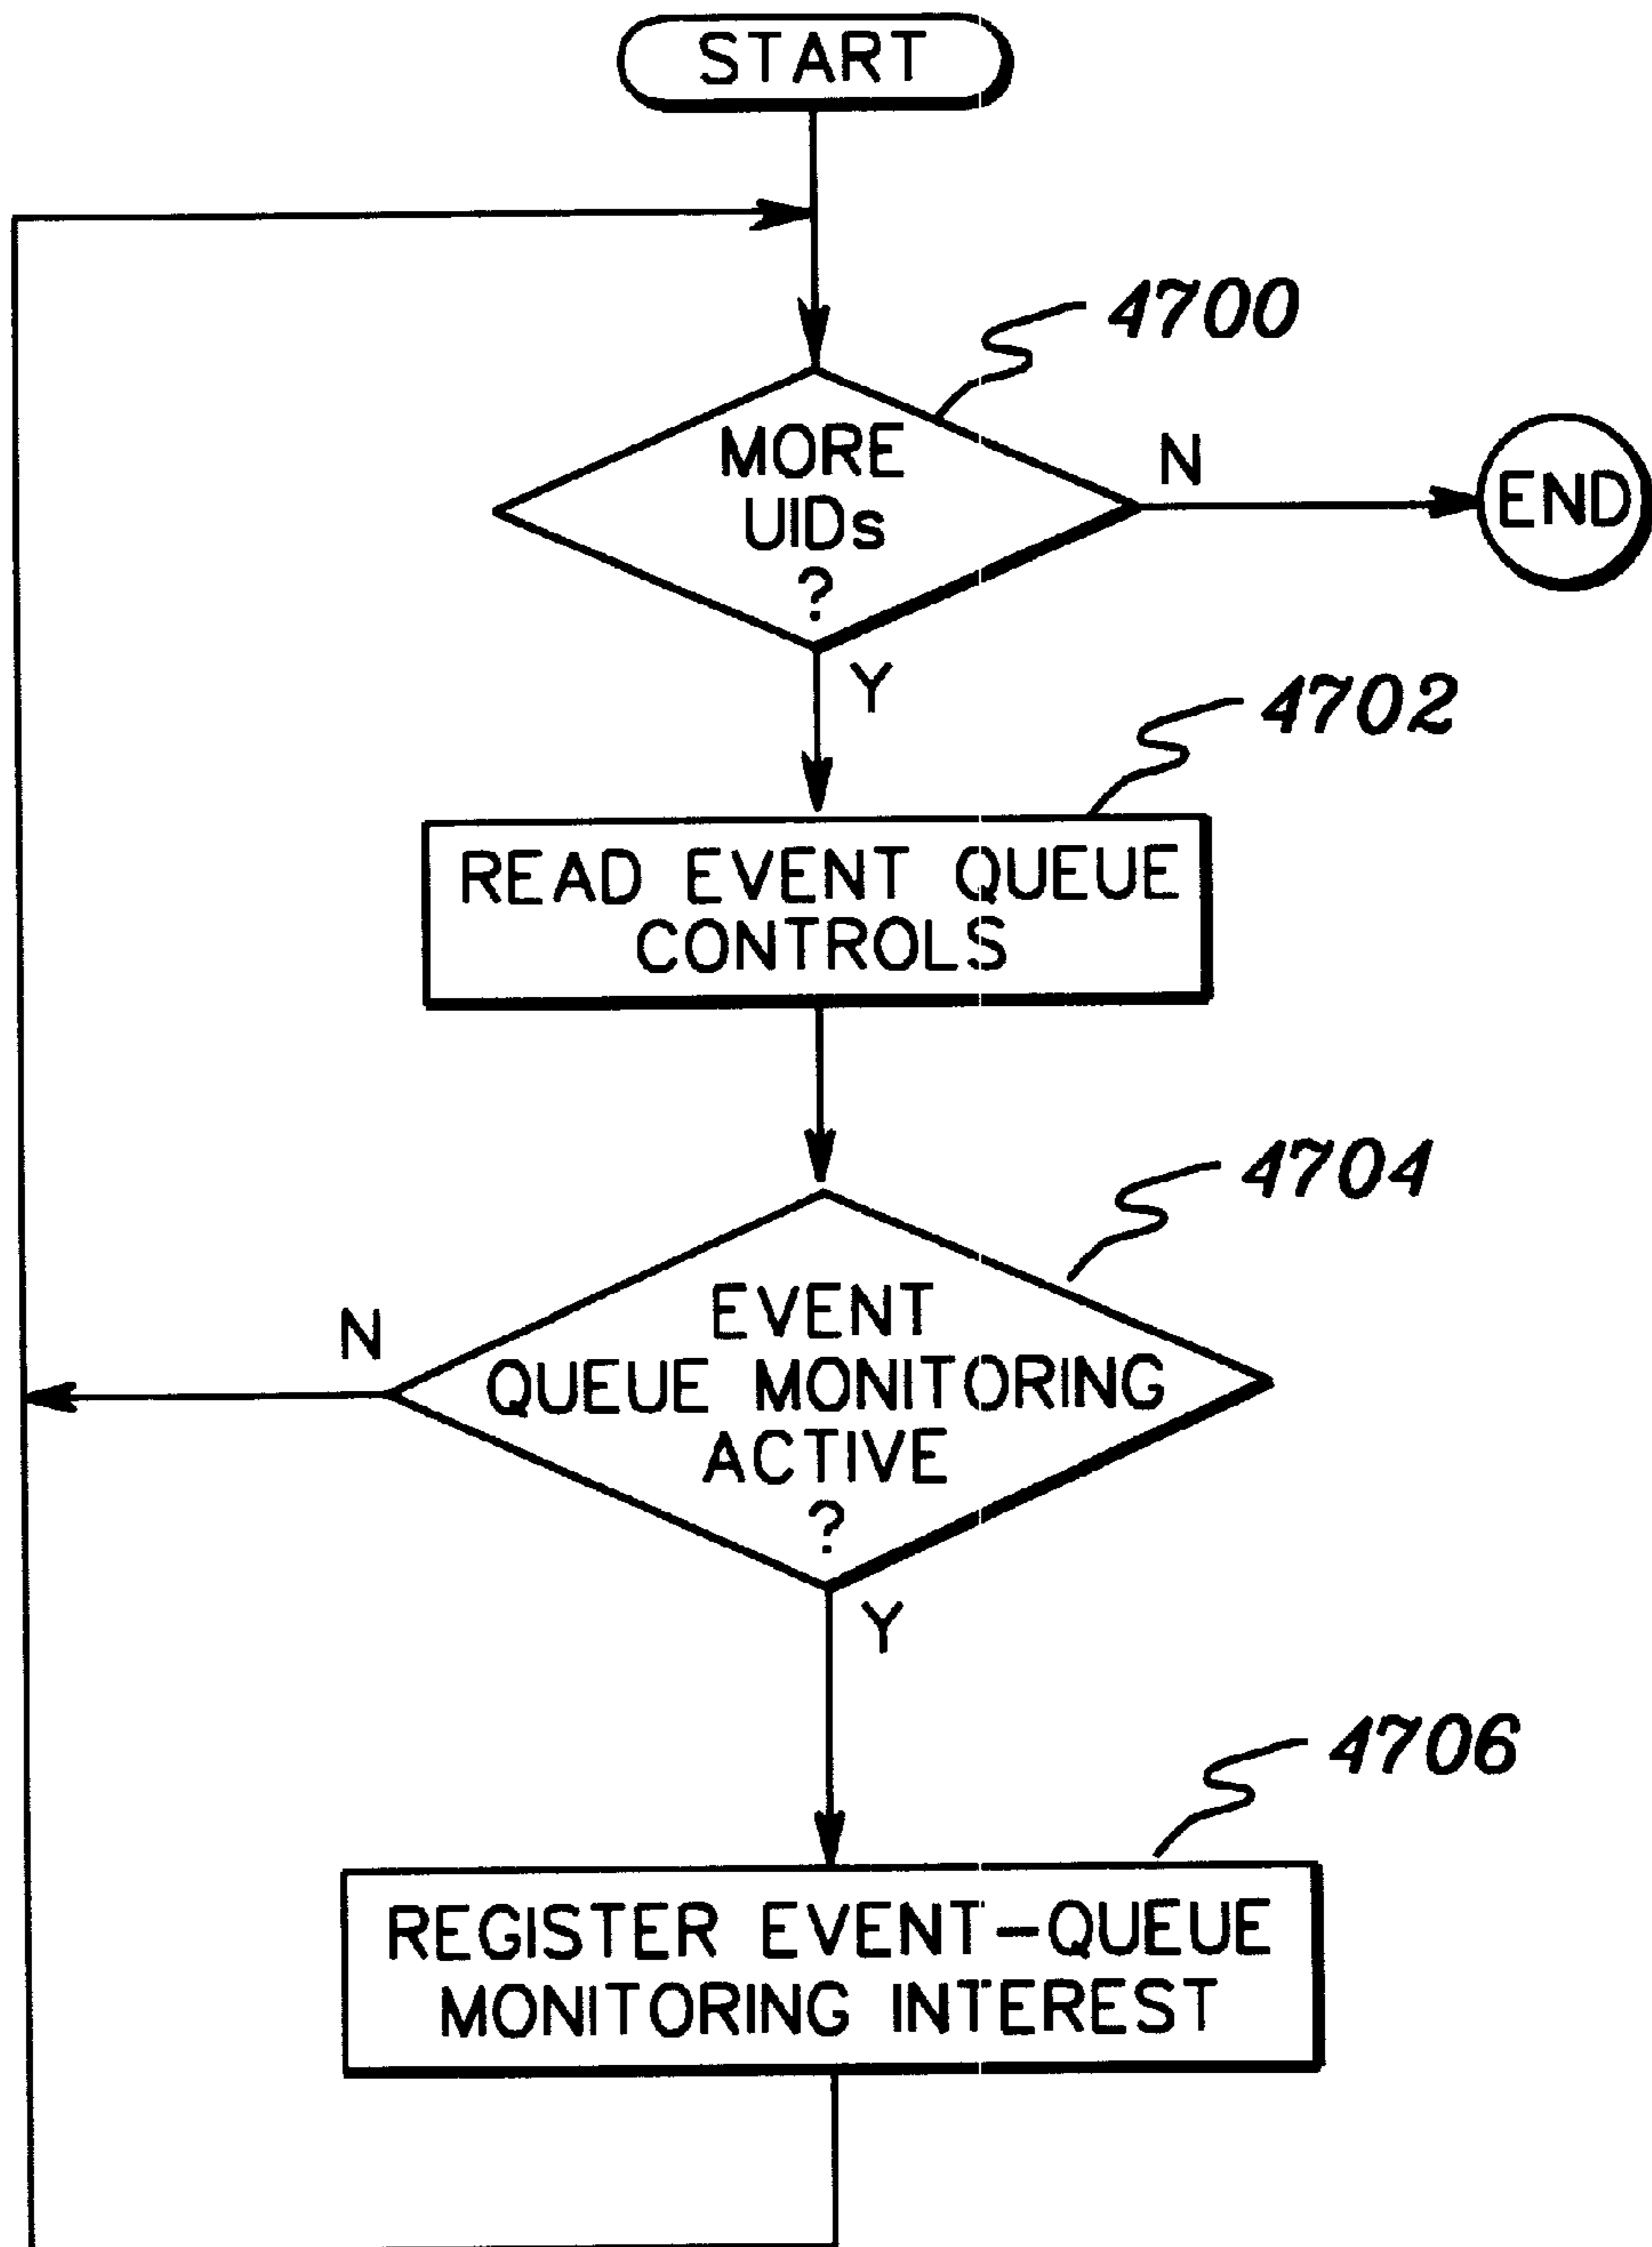 START
4700
MORE
UIDs
?
N
END
Y
4702
READ EVENT QUEUE
CONTROLS
4704
N
EVENT
QUEUE MONITORING
ACTIVE
?
Y
4706
REGISTER EVENT-QUEUE
MONITORING INTEREST